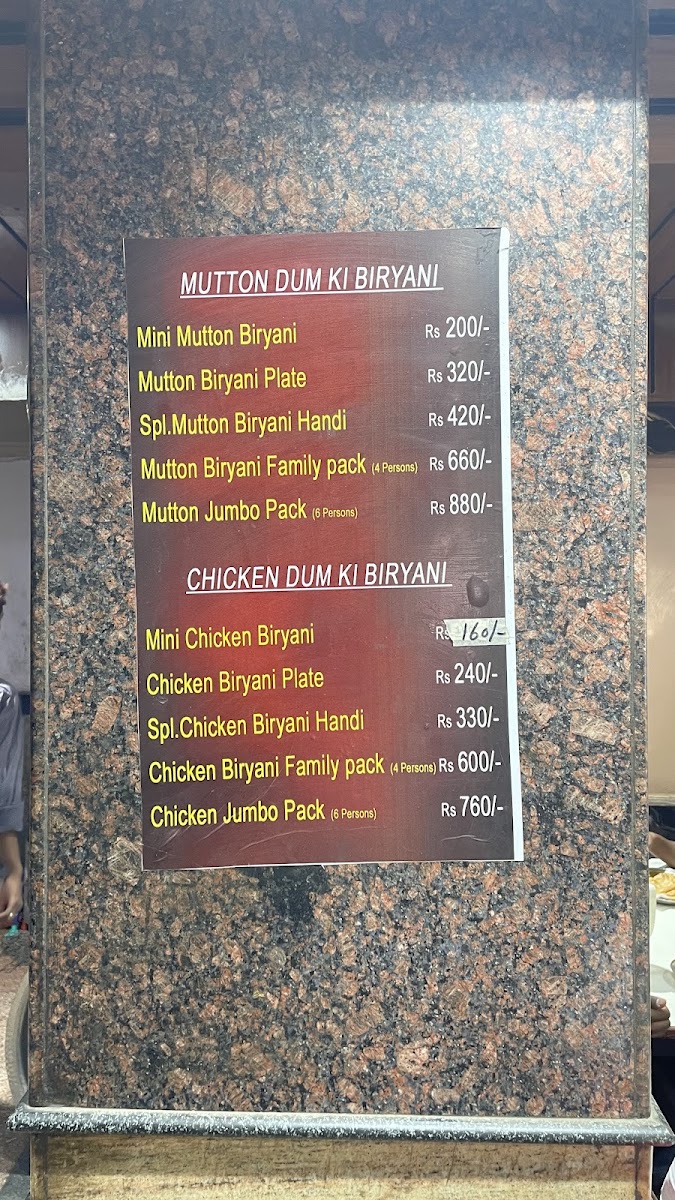 MUTTON DUM KI BIRYANI
Mini Mutton Biryani Rs 200/-
Mutton Biryani Plate Rs 320/-
Spl.Mutton Biryani Handi Rs 420/-
Mutton Biryani Family pack (4 Persons) Rs 660/-
Mutton Jumbo Pack (6 Persons) Rs 880/-
CHICKEN DUM KI BIRYANI
Mini Chicken Biryani Rs 160/-
Chicken Biryani Plate Rs 240/-
Spl.Chicken Biryani Handi Rs 330/-
Chicken Biryani Family pack (4 Persons) Rs 600/-
Chicken Jumbo Pack (6 Persons) Rs 760/-